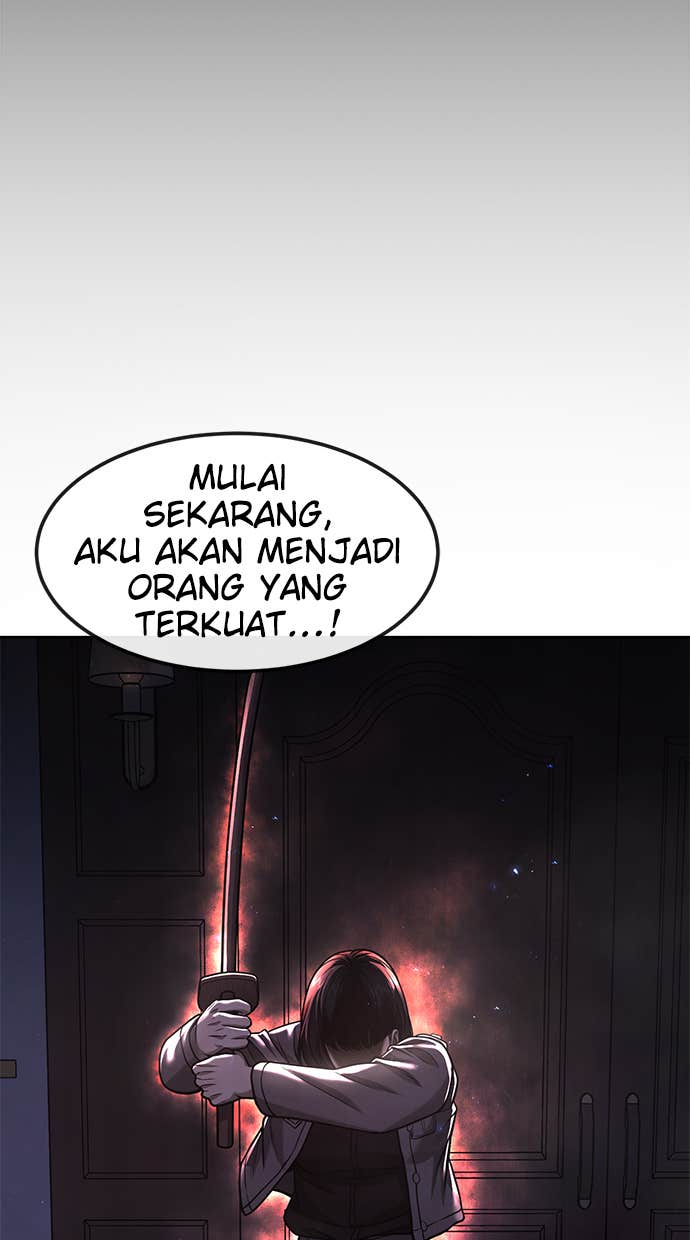 MULAI
SEKARANG,
AKU AKAN MENJADI
ORANG YANG
TERKUAT...!